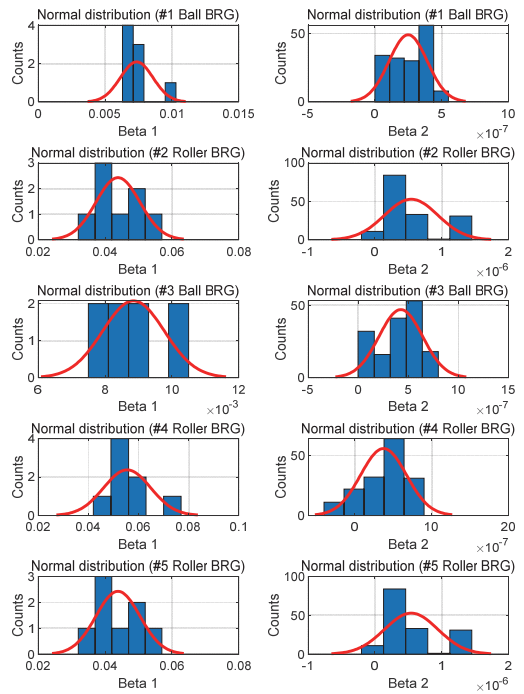 Normal distribution (#1 Ball BRG)
4
2
0
0 0.005 0.01 0.015
Counts
Beta 1
Normal distribution (#1 Ball BRG)
50
0
-5 0 5 10
Counts
Beta 2
×10⁻⁷
Normal distribution (#2 Roller BRG)
3
2
1
0
0.02 0.04 0.06 0.08
Counts
Beta 1
Normal distribution (#2 Roller BRG)
100
50
0
-1 0 1 2
Counts
Beta 2
×10⁻⁶
Normal distribution (#3 Ball BRG)
2
1
0
6 8 10 12
Counts
Beta 1
×10⁻³
Normal distribution (#3 Ball BRG)
50
0
-5 0 5 10 15
Counts
Beta 2
×10⁻⁷
Normal distribution (#4 Roller BRG)
4
2
0
0.02 0.04 0.06 0.08 0.1
Counts
Beta 1
Normal distribution (#4 Roller BRG)
50
0
0 10 20
Counts
Beta 2
×10⁻⁷
Normal distribution (#5 Roller BRG)
3
2
1
0
0.02 0.04 0.06 0.08
Counts
Beta 1
Normal distribution (#5 Roller BRG)
100
50
0
-1 0 1 2
Counts
Beta 2
×10⁻⁶